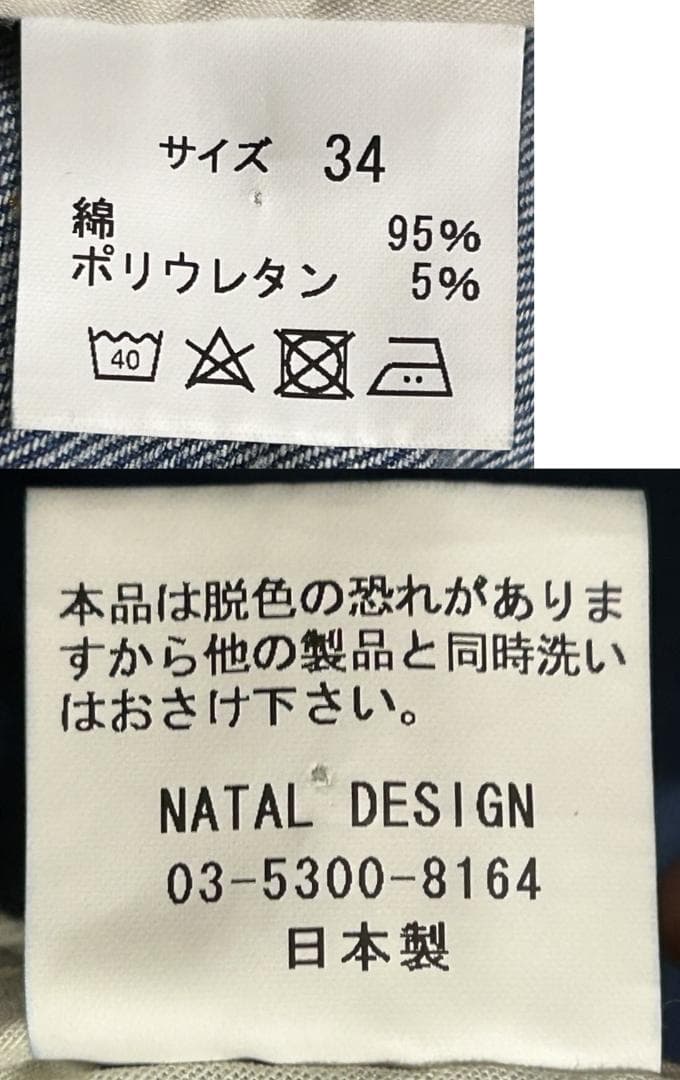 サイズ 34
綿 95%
ポリウレタン 5%
40
本品は脱色の恐れがありま
すから他の製品と同時洗い
はおさけ下さい。
NATAL DESIGN
03-5300-8164
日本製